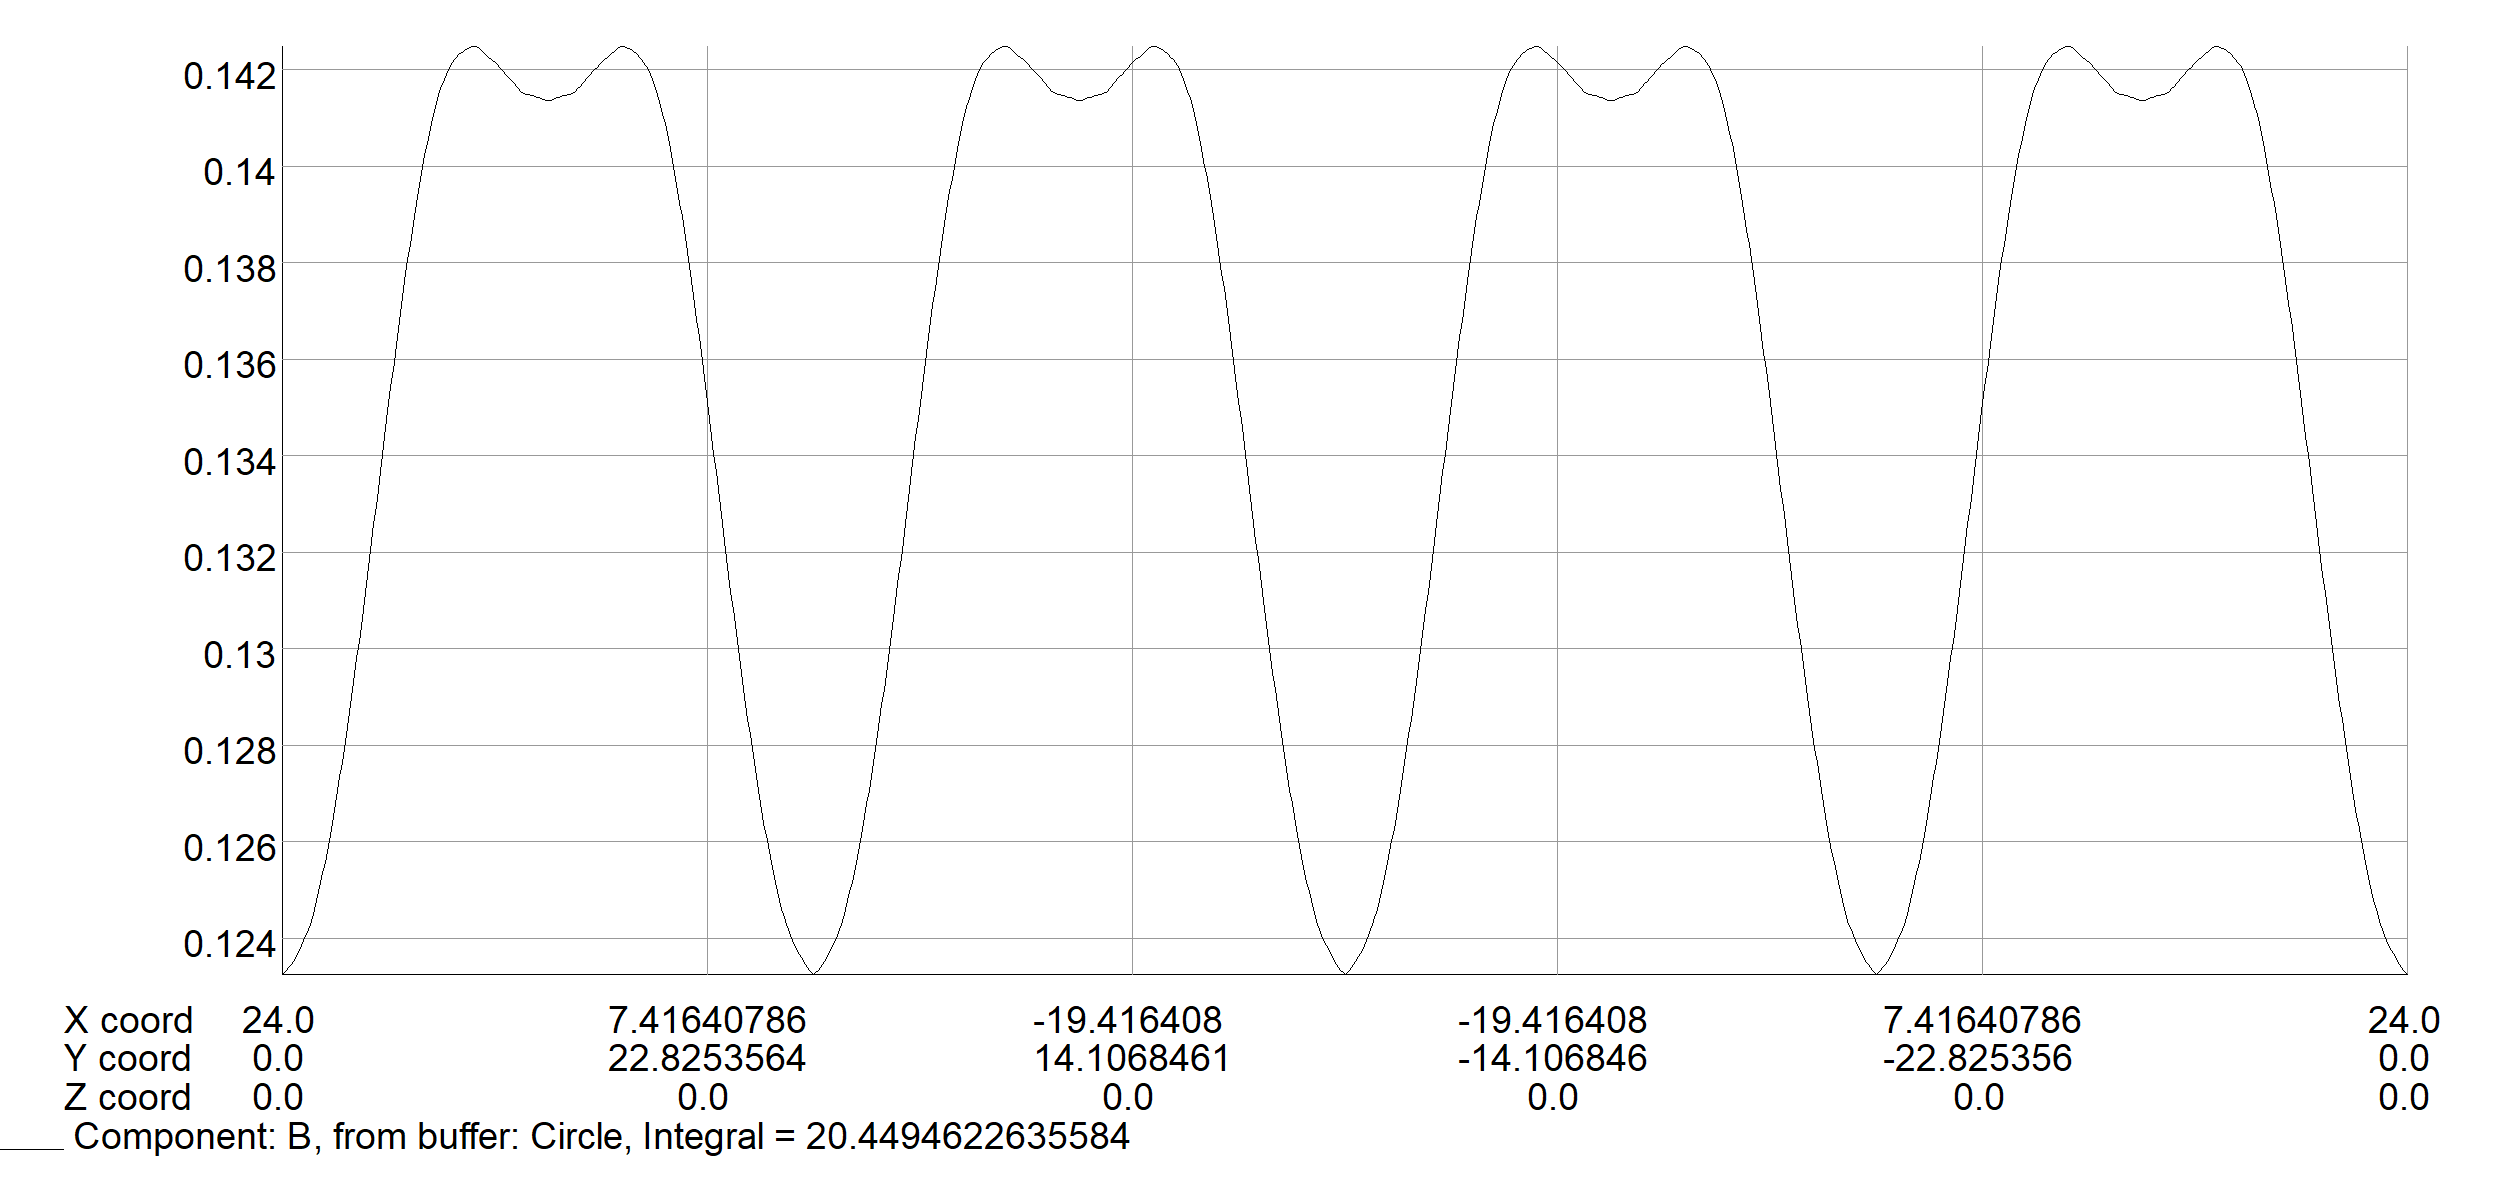 0.142
0.14
0.138
0.136
0.134
0.132
0.13
0.128
0.126
0.124
X coord 24.0 7.41640786 -19.416408 -19.416408 7.41640786 24.0
Y coord 0.0 22.8253564 14.1068461 -14.106846 -22.825356 0.0
Z coord 0.0 0.0 0.0 0.0 0.0 0.0
Component: B, from buffer: Circle, Integral = 20.4494622635584